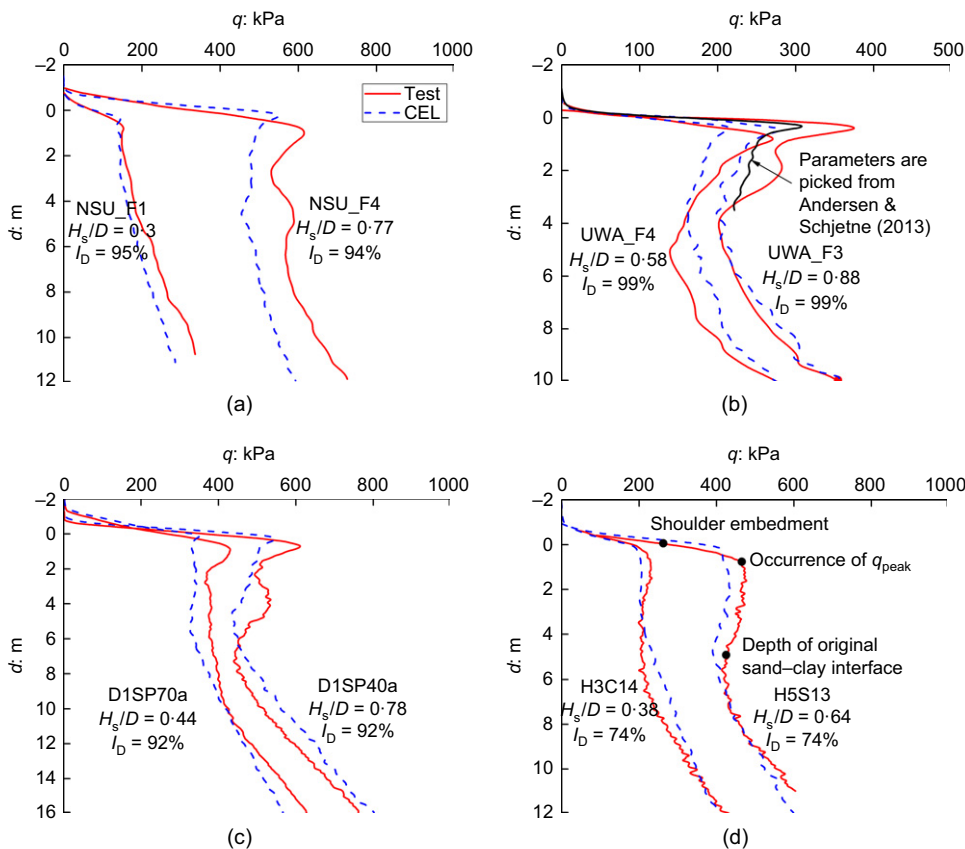 q: kPa
0 200 400 600 800 1000
–2
0
2
4
6
8
10
12
d: m
Test
CEL
NSU_F1
Hs/D = 0·3
ID = 95%
NSU_F4
Hs/D = 0·77
ID = 94%
(a)
q: kPa
0 100 200 300 400 500
–2
0
2
4
6
8
10
d: m
Parameters are
picked from
Andersen &
Schjetne (2013)
UWA_F4
Hs/D = 0·58
ID = 99%
UWA_F3
Hs/D = 0·88
ID = 99%
(b)
q: kPa
0 200 400 600 800 1000
–2
0
2
4
6
8
10
12
14
16
d: m
D1SP70a
Hs/D = 0·44
ID = 92%
D1SP40a
Hs/D = 0·78
ID = 92%
(c)
q: kPa
0 200 400 600 800 1000
–2
0
2
4
6
8
10
12
d: m
Shoulder embedment
Occurrence of qpeak
Depth of original
sand–clay interface
H3C14
Hs/D = 0·38
ID = 74%
H5S13
Hs/D = 0·64
ID = 74%
(d)